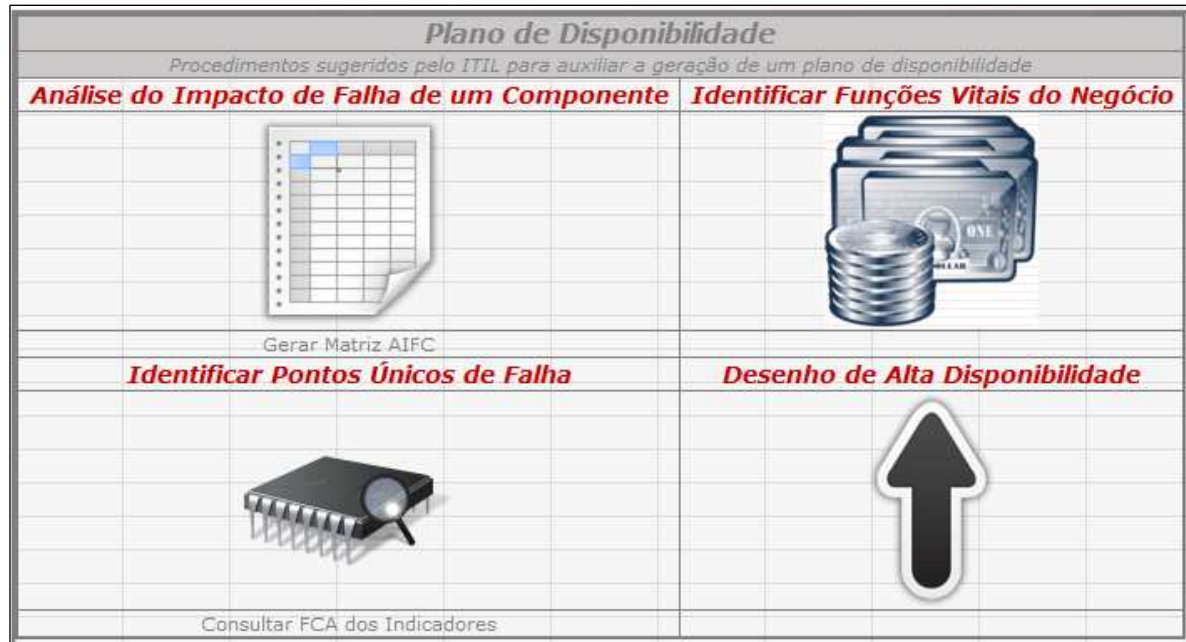 Plano de Disponibilidade
Procedimentos sugeridos pelo ITIL para auxiliar a geração de um plano de disponibilidade
Análise do Impacto de Falha de um Componente
Identificar Funções Vitais do Negócio
ONE
DOLLAR
Gerar Matriz AIFC
Identificar Pontos Únicos de Falha
Desenho de Alta Disponibilidade
Consultar FCA dos Indicadores